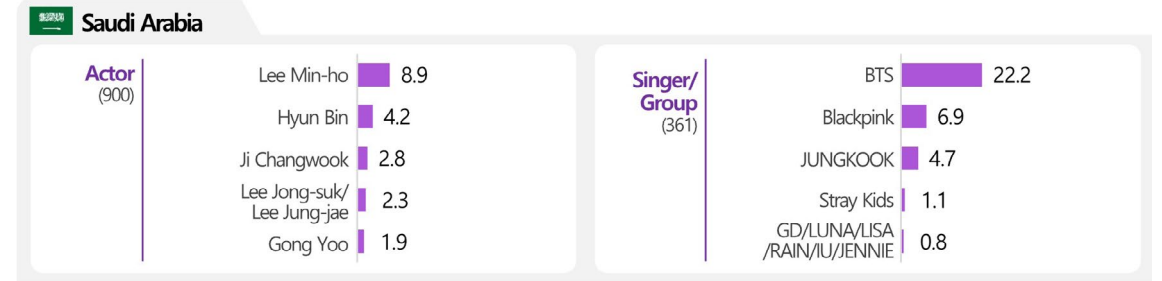 Saudi Arabia
Actor
(900)
Lee Min-ho 8.9
Hyun Bin 4.2
Ji Changwook 2.8
Lee Jong-suk/
Lee Jung-jae 2.3
Gong Yoo 1.9
Singer/
Group
(361)
BTS 22.2
Blackpink 6.9
JUNGKOOK 4.7
Stray Kids 1.1
GD/LUNA/LISA
/RAIN/IU/JENNIE 0.8